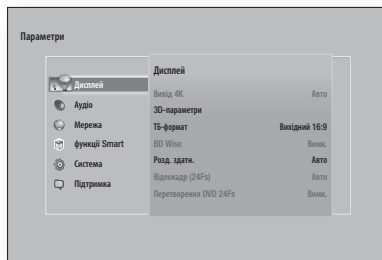 Параметри
Дисплей
Аудіо
Мережа
функції Smart
Система
Підтримка
Дисплей
Вивід 4K Авто
3D-параметри
ТБ-формат Вихідний 16:9
BD Wise Вимк.
Розд. здатн. Авто
Відеокадр (24Fs) Авто
Перетворення DVD 24Fs Вимк.